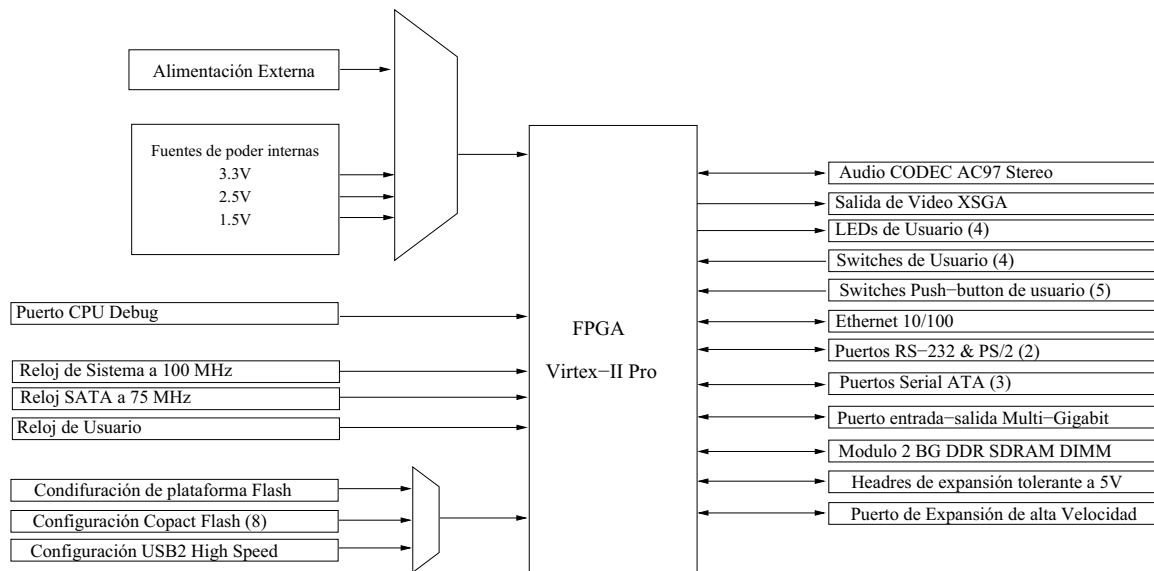 Alimentación Externa
Fuentes de poder internas
3.3V
2.5V
1.5V
Puerto CPU Debug
Reloj de Sistema a 100 MHz
Reloj SATA a 75 MHz
Reloj de Usuario
Condifuración de plataforma Flash
Configuración Copact Flash (8)
Configuración USB2 High Speed
FPGA
Virtex−II Pro
Audio CODEC AC97 Stereo
Salida de Video XSGA
LEDs de Usuario (4)
Switches de Usuario (4)
Switches Push−button de usuario (5)
Ethernet 10/100
Puertos RS−232 & PS/2 (2)
Puertos Serial ATA (3)
Puerto entrada−salida Multi−Gigabit
Modulo 2 BG DDR SDRAM DIMM
Headres de expansión tolerante a 5V
Puerto de Expansión de alta Velocidad